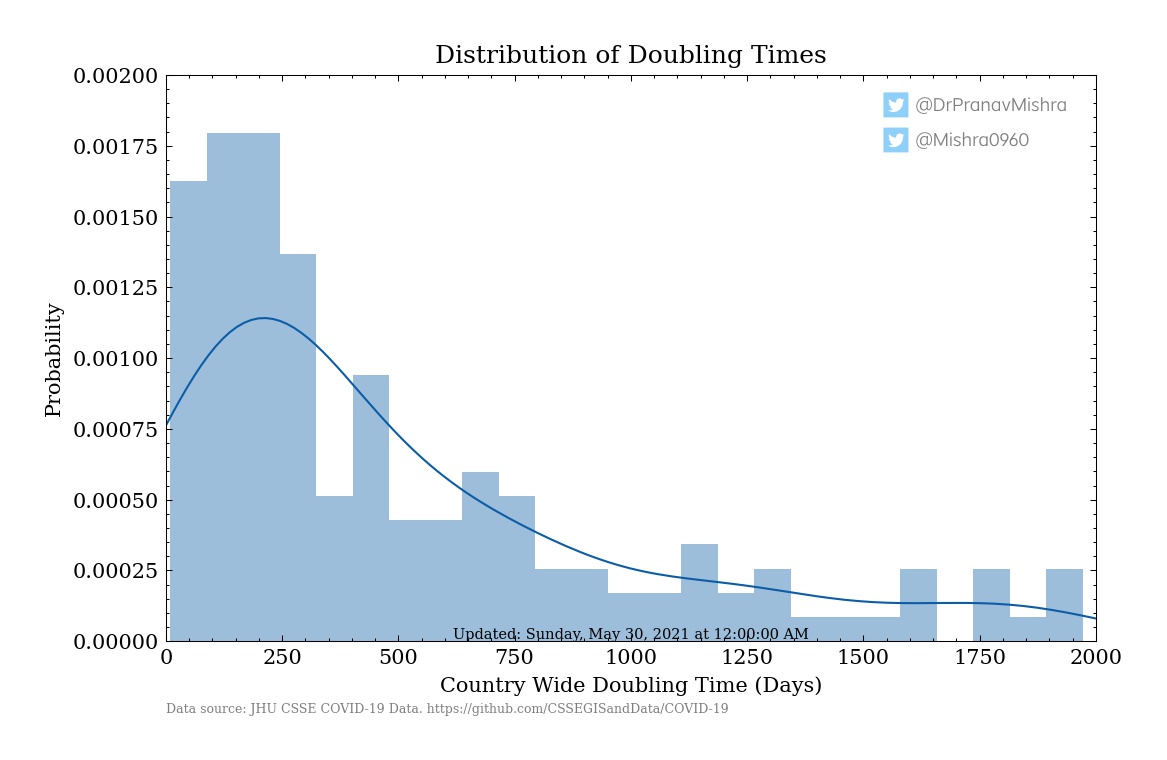 Distribution of Doubling Times
0.00200
0.00175
0.00150
0.00125
0.00100
0.00075
0.00050
0.00025
0.00000
Probability
@DrPranavMishra
@Mishra0960
Updated: Sunday, May 30, 2021 at 12:00:00 AM
0 250 500 750 1000 1250 1500 1750 2000
Country Wide Doubling Time (Days)
Data source: JHU CSSE COVID-19 Data. https://github.com/CSSEGISandData/COVID-19